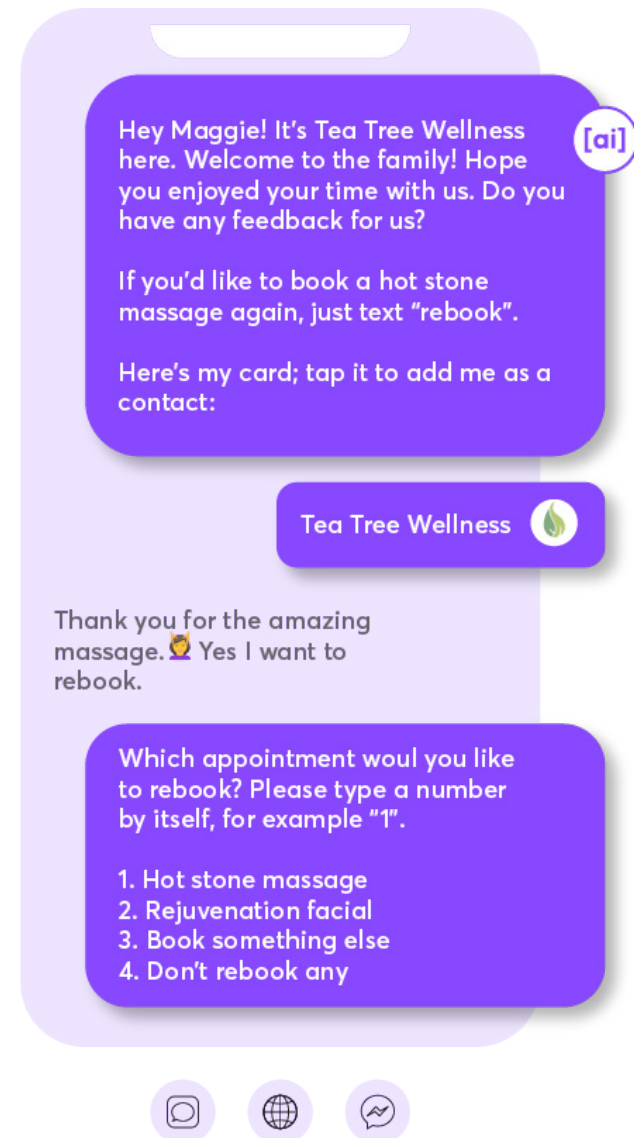 Hey Maggie! It's Tea Tree Wellness
here. Welcome to the family! Hope
you enjoyed your time with us. Do you
have any feedback for us?
If you'd like to book a hot stone
massage again, just text “rebook”.
Here's my card; tap it to add me as a
contact:
[ai]
Tea Tree Wellness
Thank you for the amazing
massage.💆 Yes I want to
rebook.
Which appointment woul you like
to rebook? Please type a number
by itself, for example “1”.
1. Hot stone massage
2. Rejuvenation facial
3. Book something else
4. Don't rebook any